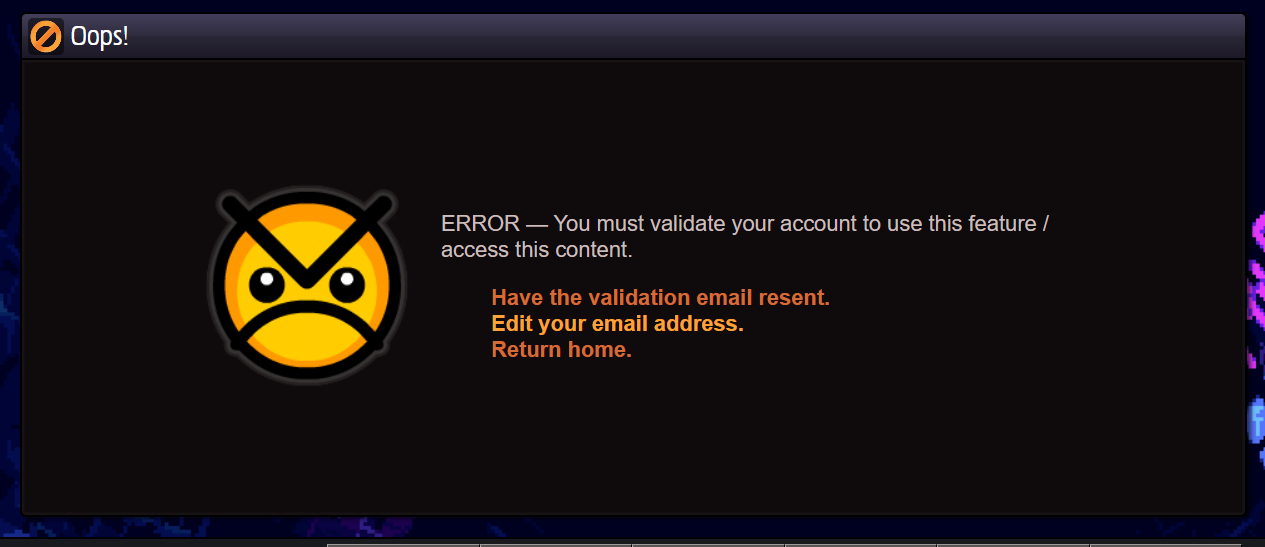 Oops!
ERROR — You must validate your account to use this feature /
access this content.
Have the validation email resent.
Edit your email address.
Return home.